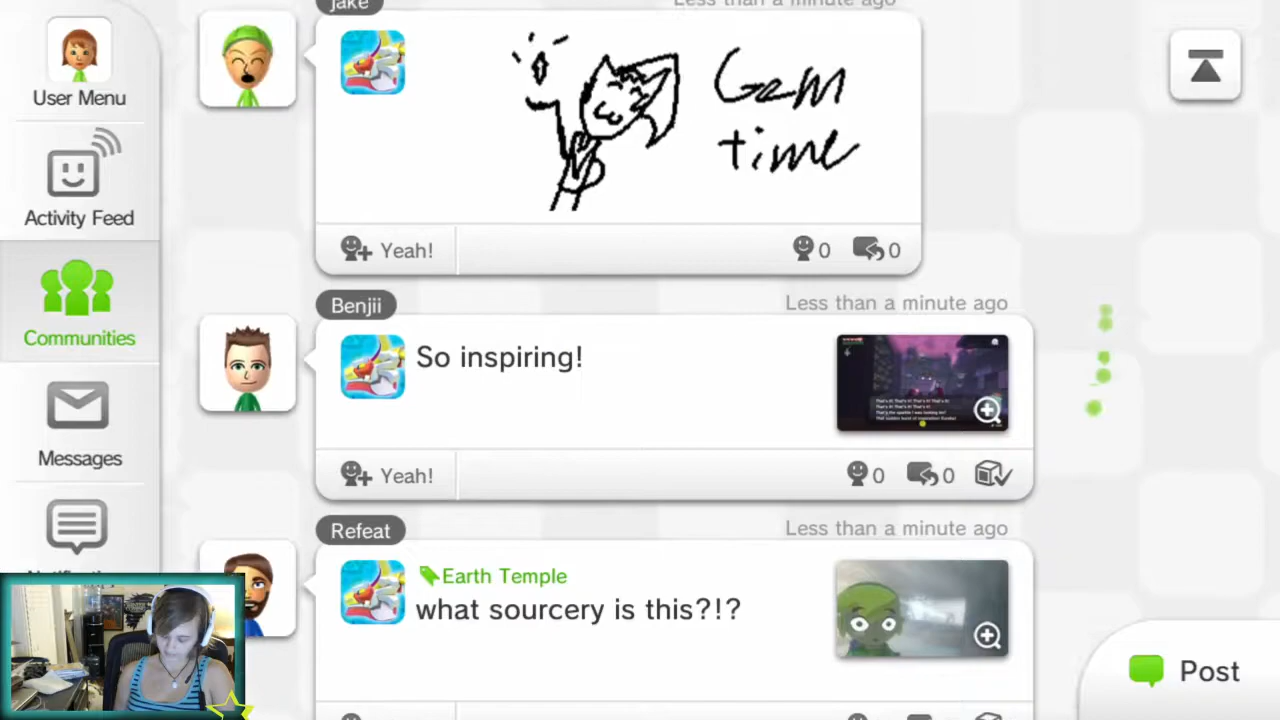 jake
Less than a minute ago
User Menu
Gem
time
Yeah!
0
0
Activity Feed
Benjii
Less than a minute ago
So inspiring!
Communities
Yeah!
0
0
Messages
Refeat
Less than a minute ago
Earth Temple
what sourcery is this?!?
Post